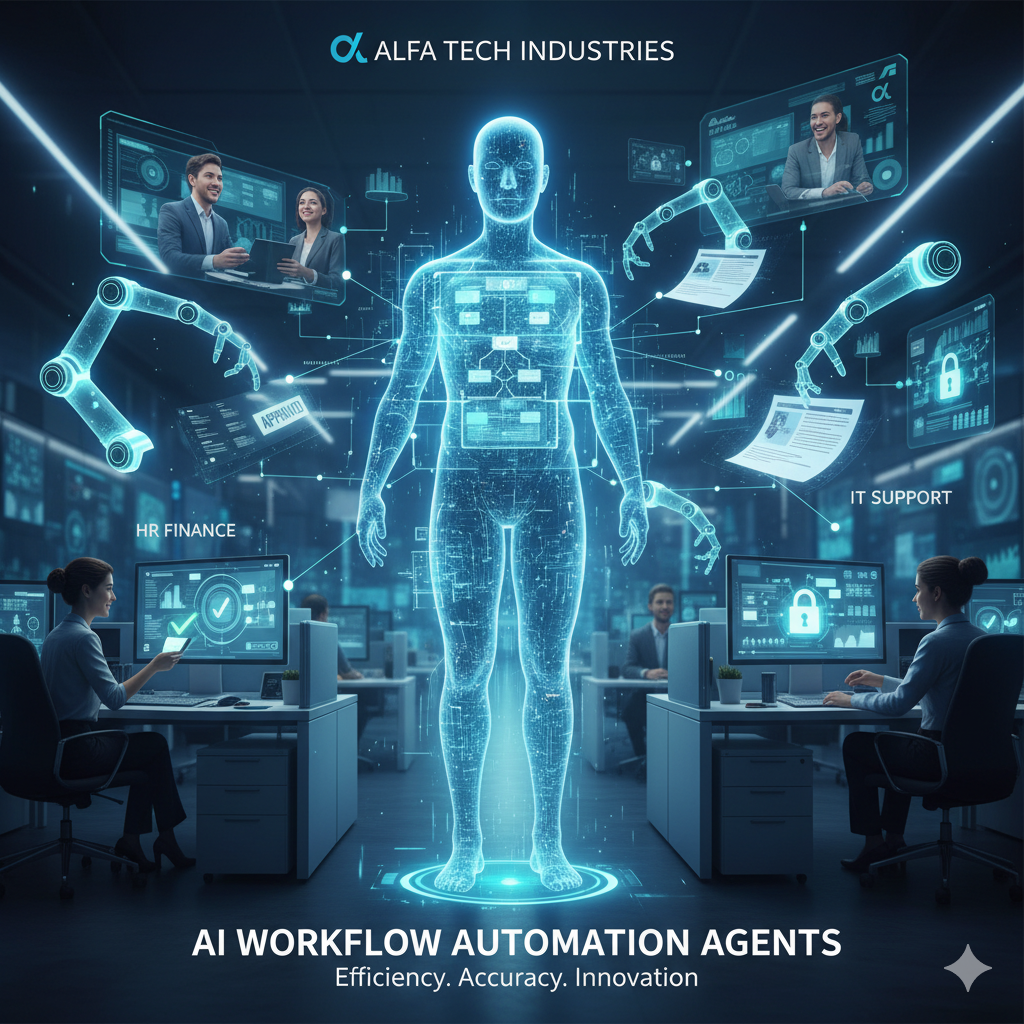 ALFA TECH INDUSTRIES
HR FINANCE
IT SUPPORT
AI WORKFLOW AUTOMATION AGENTS
Efficiency. Accuracy. Innovation